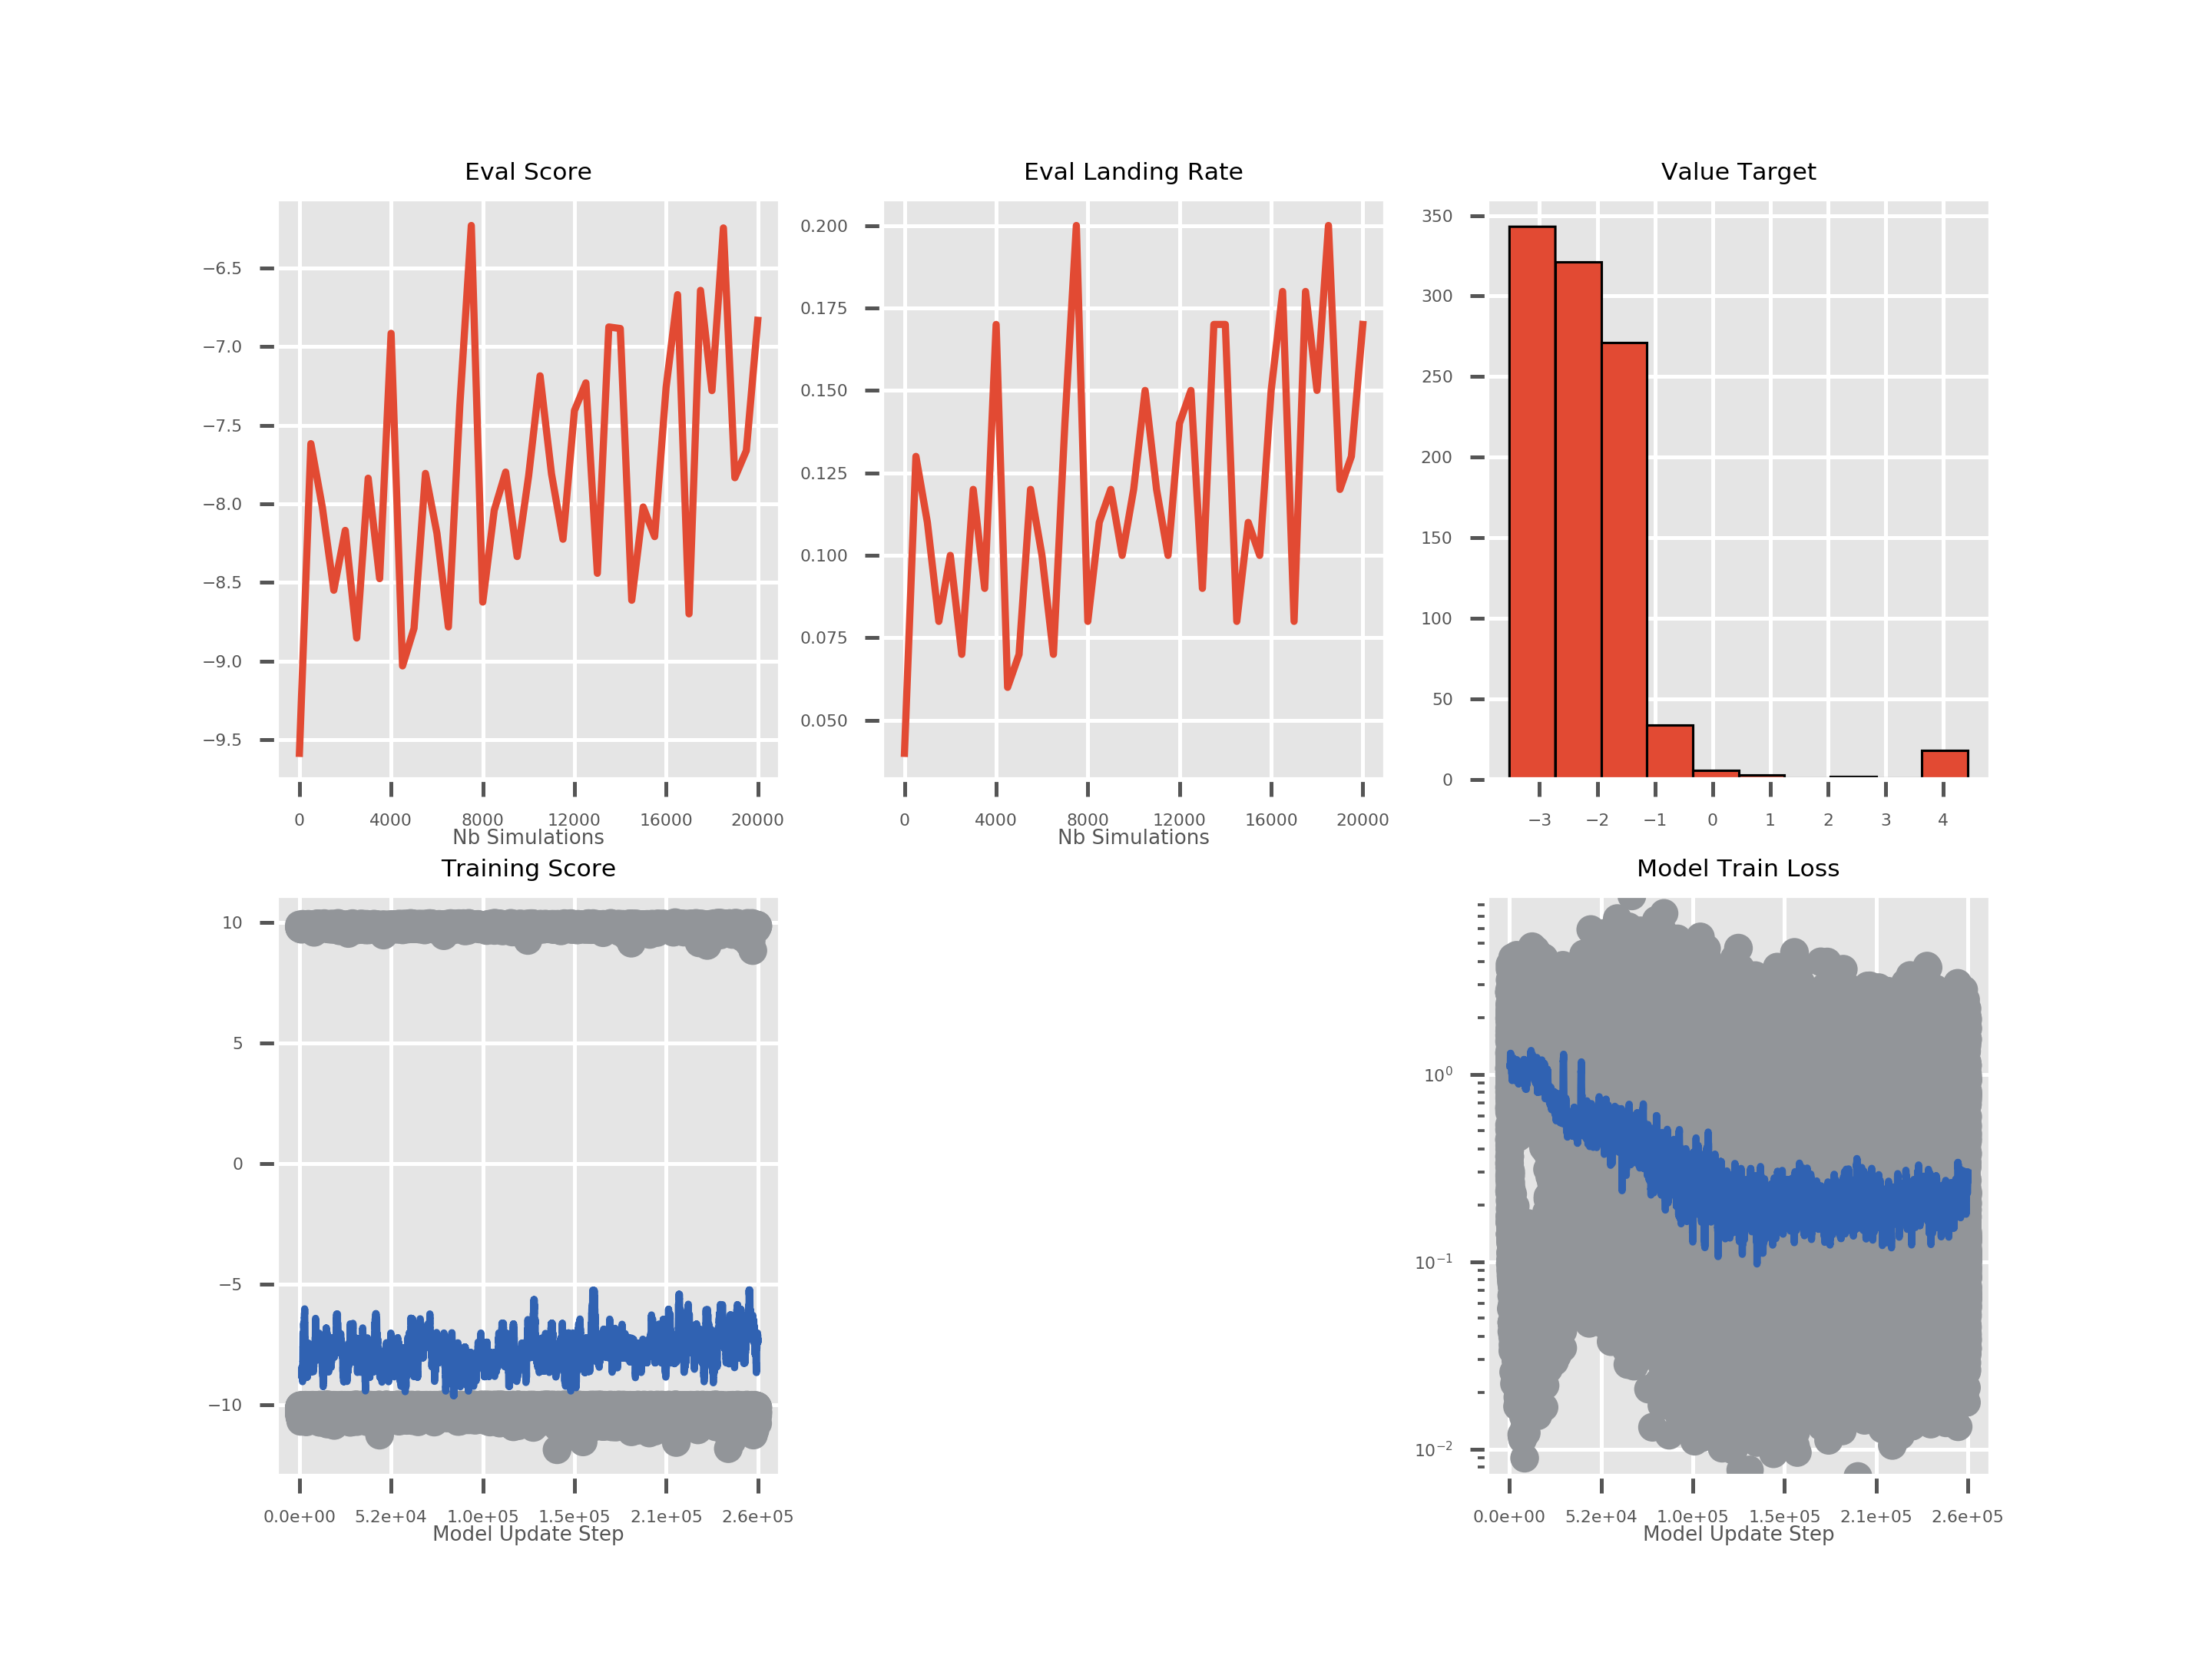 Eval Score
−6.5
−7.0
−7.5
−8.0
−8.5
−9.0
−9.5
0 4000 8000 12000 16000 20000
Nb Simulations
Eval Landing Rate
0.200
0.175
0.150
0.125
0.100
0.075
0.050
0 4000 8000 12000 16000 20000
Nb Simulations
Value Target
350
300
250
200
150
100
50
0
−3 −2 −1 0 1 2 3 4
Training Score
10
5
0
−5
−10
0.0e+00 5.2e+04 1.0e+05 1.5e+05 2.1e+05 2.6e+05
Model Update Step
Model Train Loss
10⁰
10⁻¹
10⁻²
0.0e+00 5.2e+04 1.0e+05 1.5e+05 2.1e+05 2.6e+05
Model Update Step